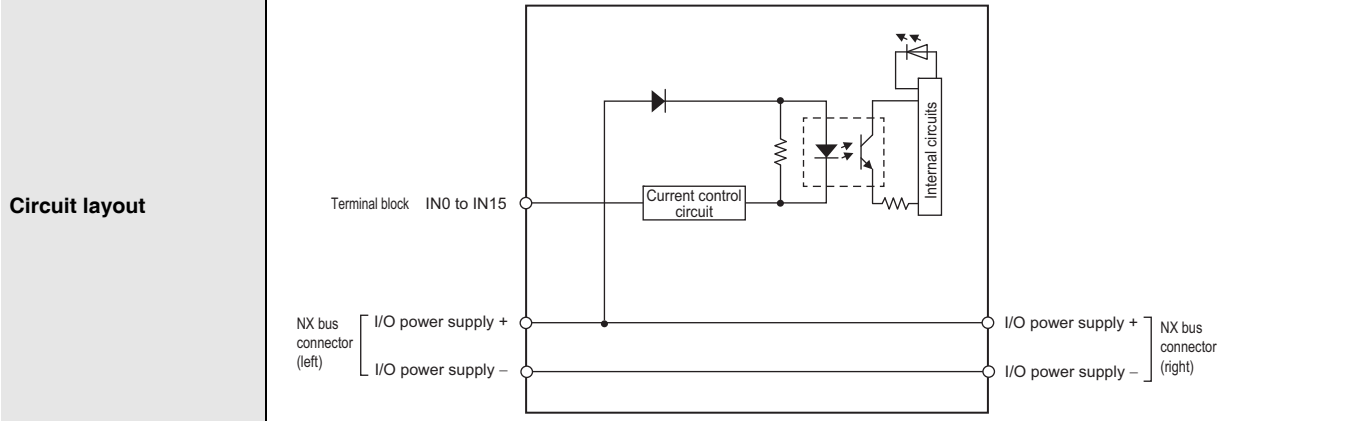 Circuit layout
Internal circuits
Terminal block IN0 to IN15
Current control
circuit
NX bus
connector
(left)
I/O power supply +
I/O power supply –
I/O power supply +
I/O power supply –
NX bus
connector
(right)